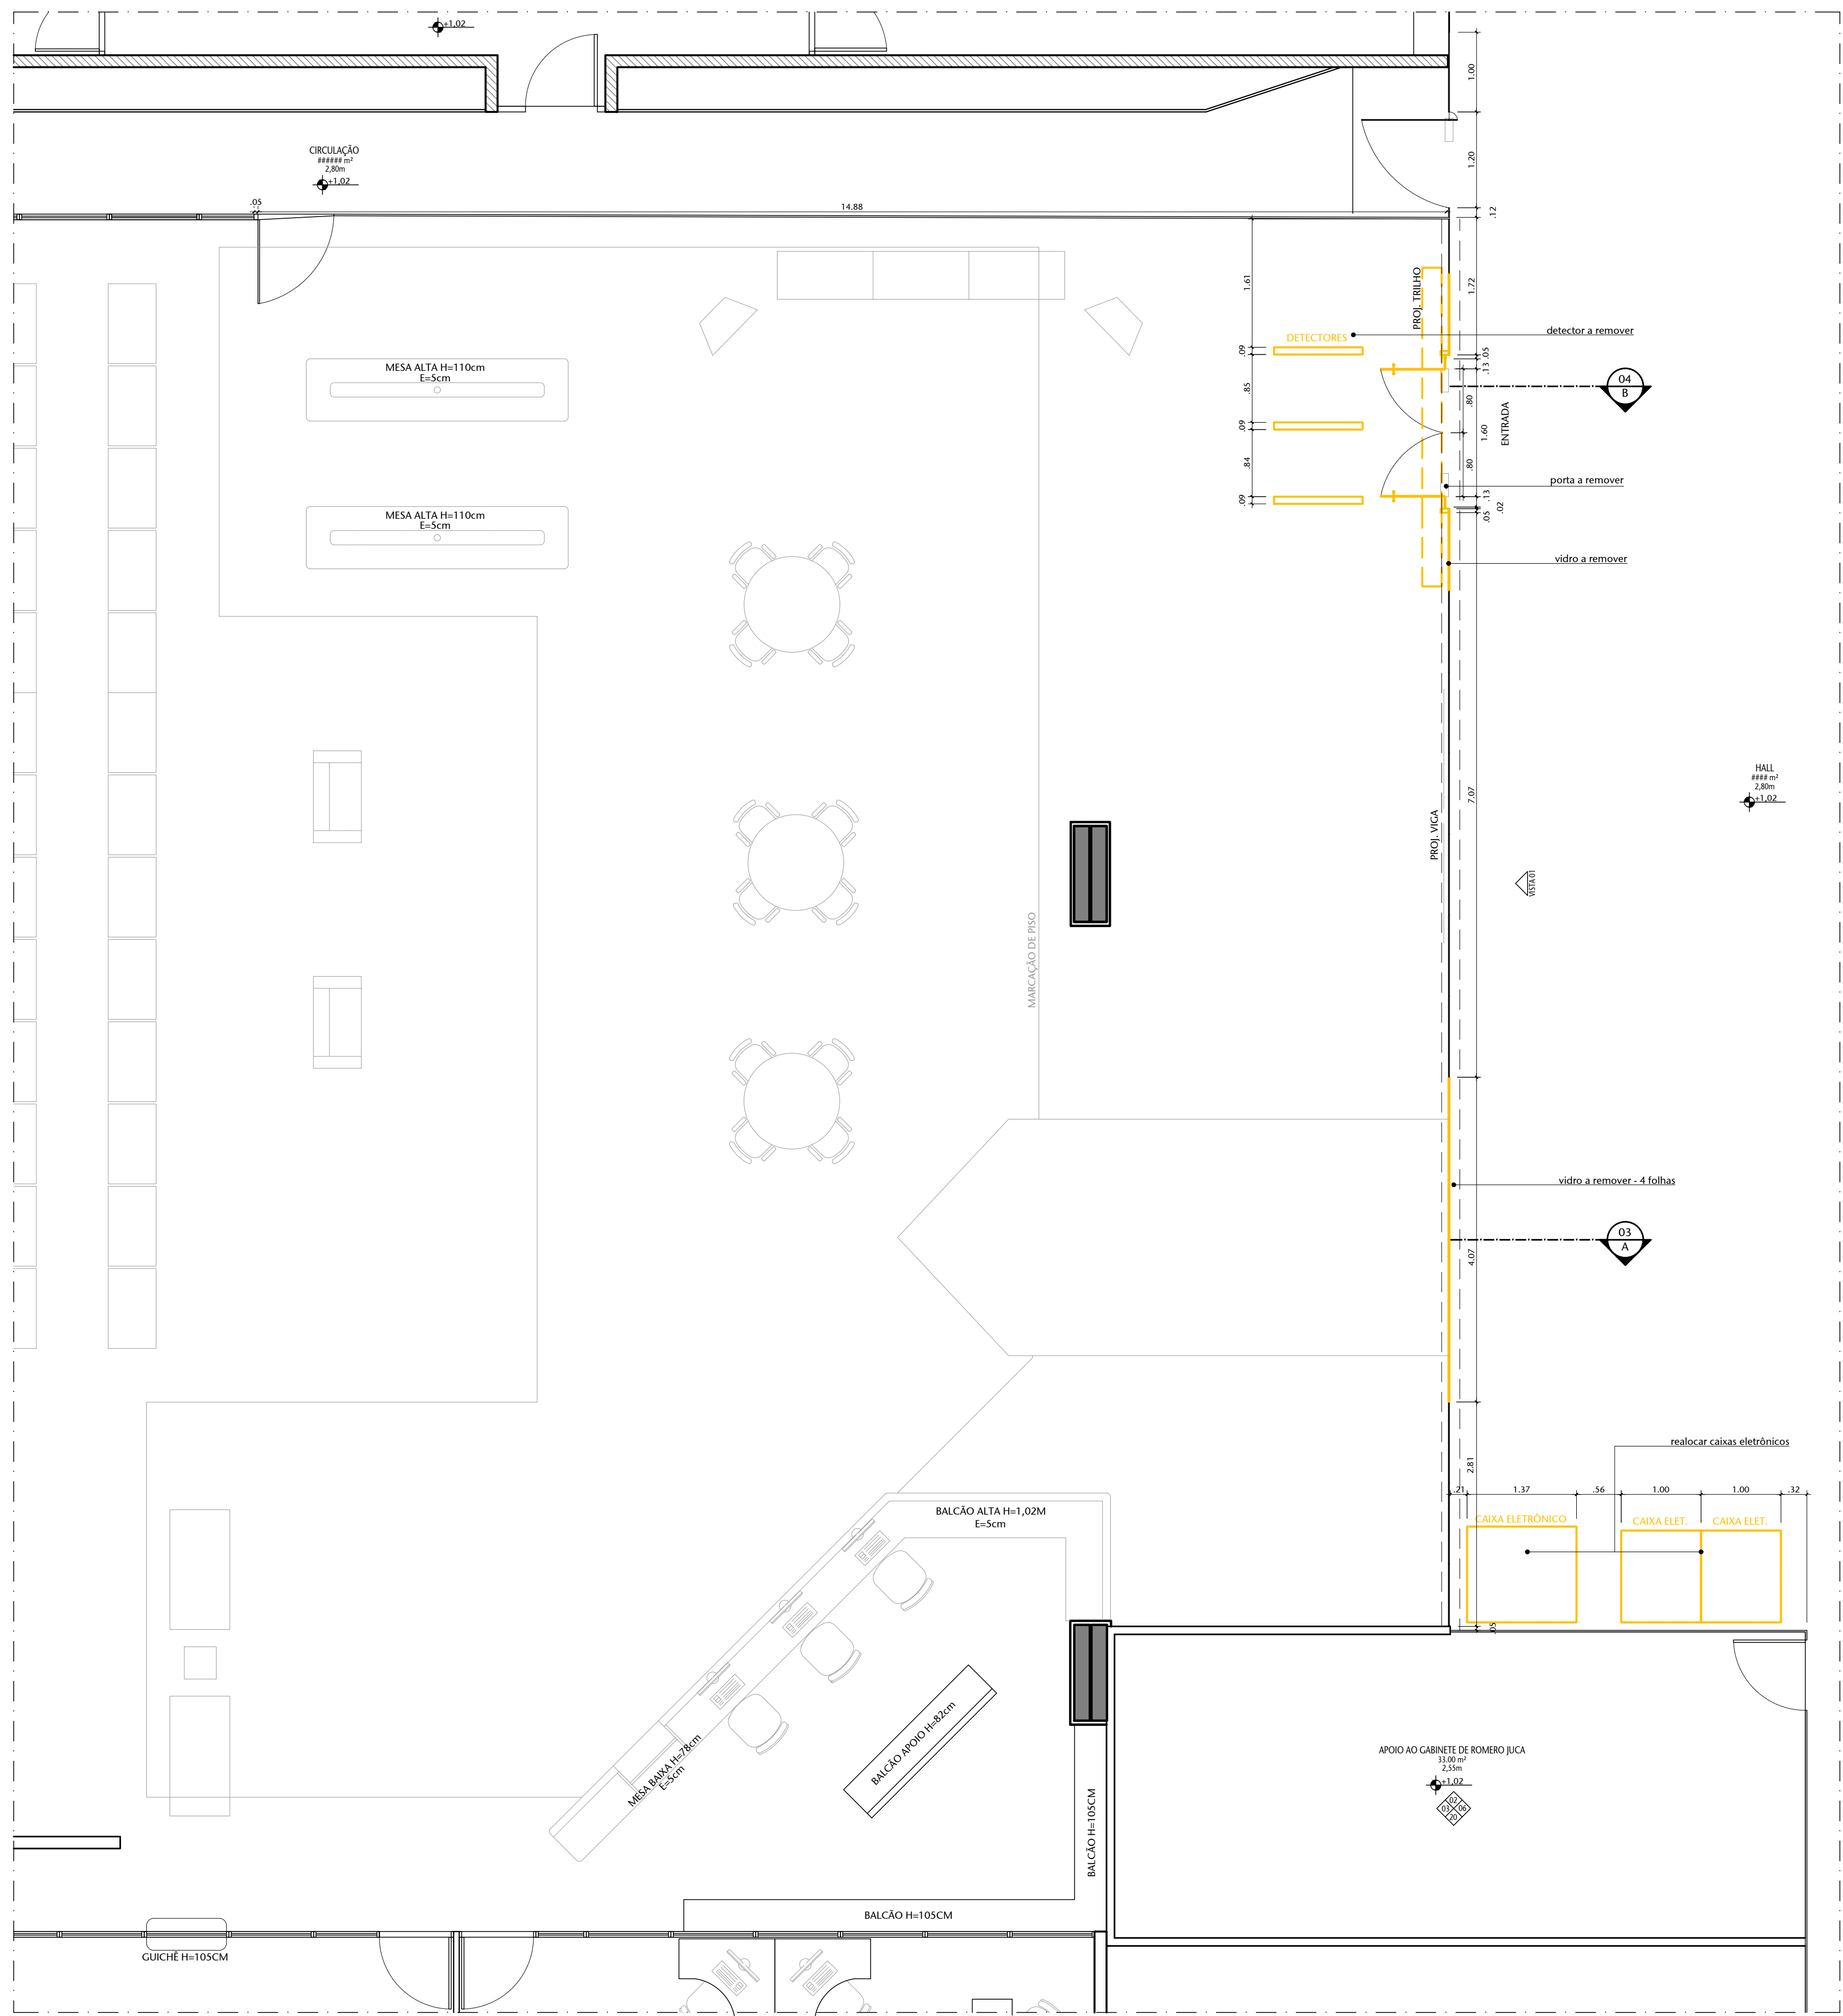 +1,02
1.00
CIRCULAÇÃO
###### m²
2,80m
+1,02
1.20
.05
14.88
.12
1.61
PROJ. TRILHO
1.72
detector a remover
DETECTORES
.09
.05
.13
MESA ALTA H=110cm
E=5cm
04
B
.85
.80
ENTRADA
1.60
.09
.84
.80
porta a remover
.09
.13
.02
.05
MESA ALTA H=110cm
E=5cm
vidro a remover
HALL
#### m²
2,80m
+1,02
7.07
PROJ. VIGA
VISTA 01
MARCAÇÃO DE PISO
vidro a remover - 4 folhas
03
A
4.07
realocar caixas eletrônicos
2.81
.21
1.37
.56
1.00
1.00
.32
BALCÃO ALTA H=1,02M
E=5cm
CAIXA ELETRÔNICO
CAIXA ELET.
CAIXA ELET.
.05
BALCÃO APOIO H=82cm
MESA BAIXA H=78cm
E=5cm
APOIO AO GABINETE DE ROMERO JUCA
33.00 m²
2,55m
+1,02
02
03
06
20
BALCÃO H=105CM
BALCÃO H=105CM
GUICHÊ H=105CM